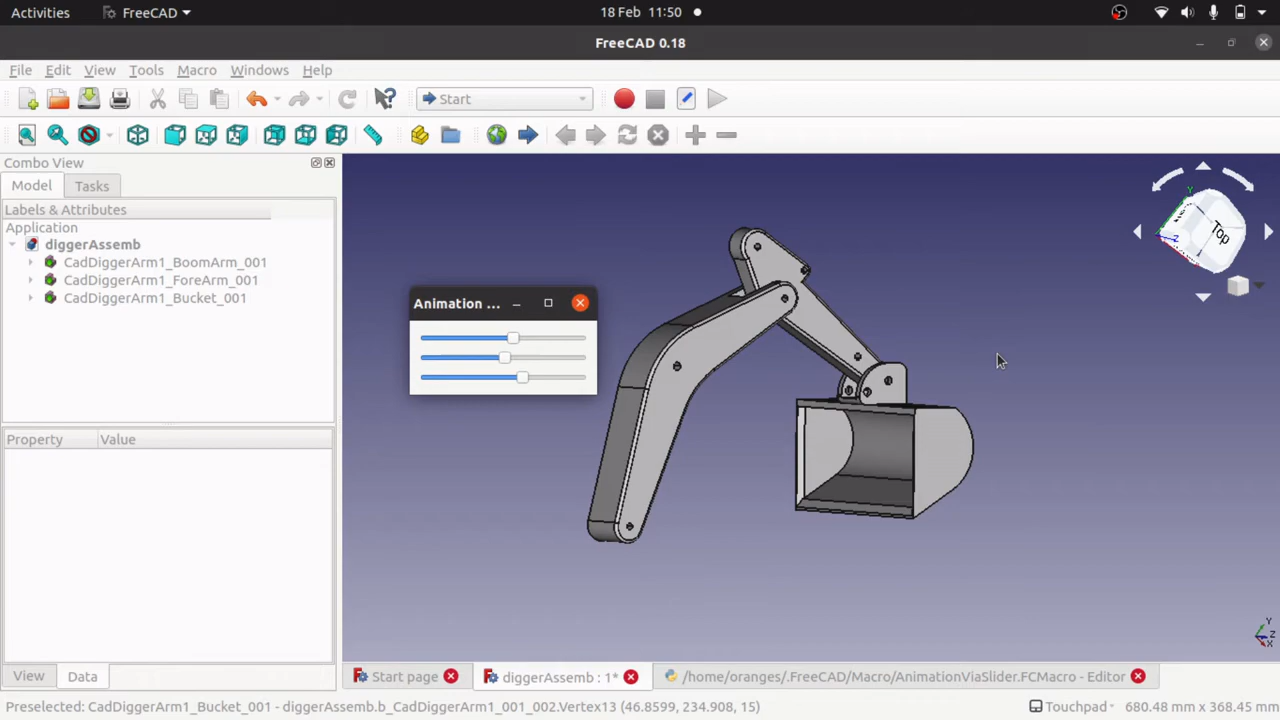 Activities
FreeCAD
18 Feb 11:50
FreeCAD 0.18
File Edit View Tools Macro Windows Help
Start
Combo View
Model Tasks
Labels & Attributes
Application
diggerAssemb
CadDiggerArm1_BoomArm_001
CadDiggerArm1_ForeArm_001
CadDiggerArm1_Bucket_001
Animation ...
Top
Y
Z
Property Value
Y
Z
X
View Data
Start page
diggerAssemb : 1*
/home/oranges/.FreeCAD/Macro/AnimationViaSlider.FCMacro - Editor
Preselected: CadDiggerArm1_Bucket_001 - diggerAssemb.b_CadDiggerArm1_001_002.Vertex13 (46.8599, 234.908, 15)
Touchpad
680.48 mm x 368.45 mm